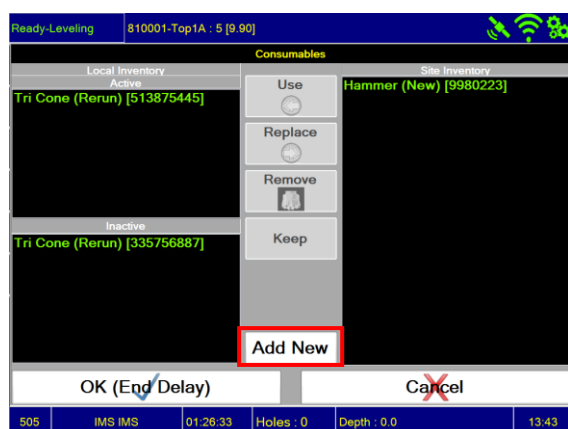 Ready-Leveling 810001-Top1A : 5 [9.90]
Consumables
Local Inventory
Active
Tri Cone (Rerun) [513875445]
Inactive
Tri Cone (Rerun) [335756887]
Use
Replace
Remove
Keep
Add New
Site Inventory
Hammer (New) [9980223]
OK (End Delay) Cancel
505 IMS IMS 01:26:33 Holes : 0 Depth : 0.0 13:43